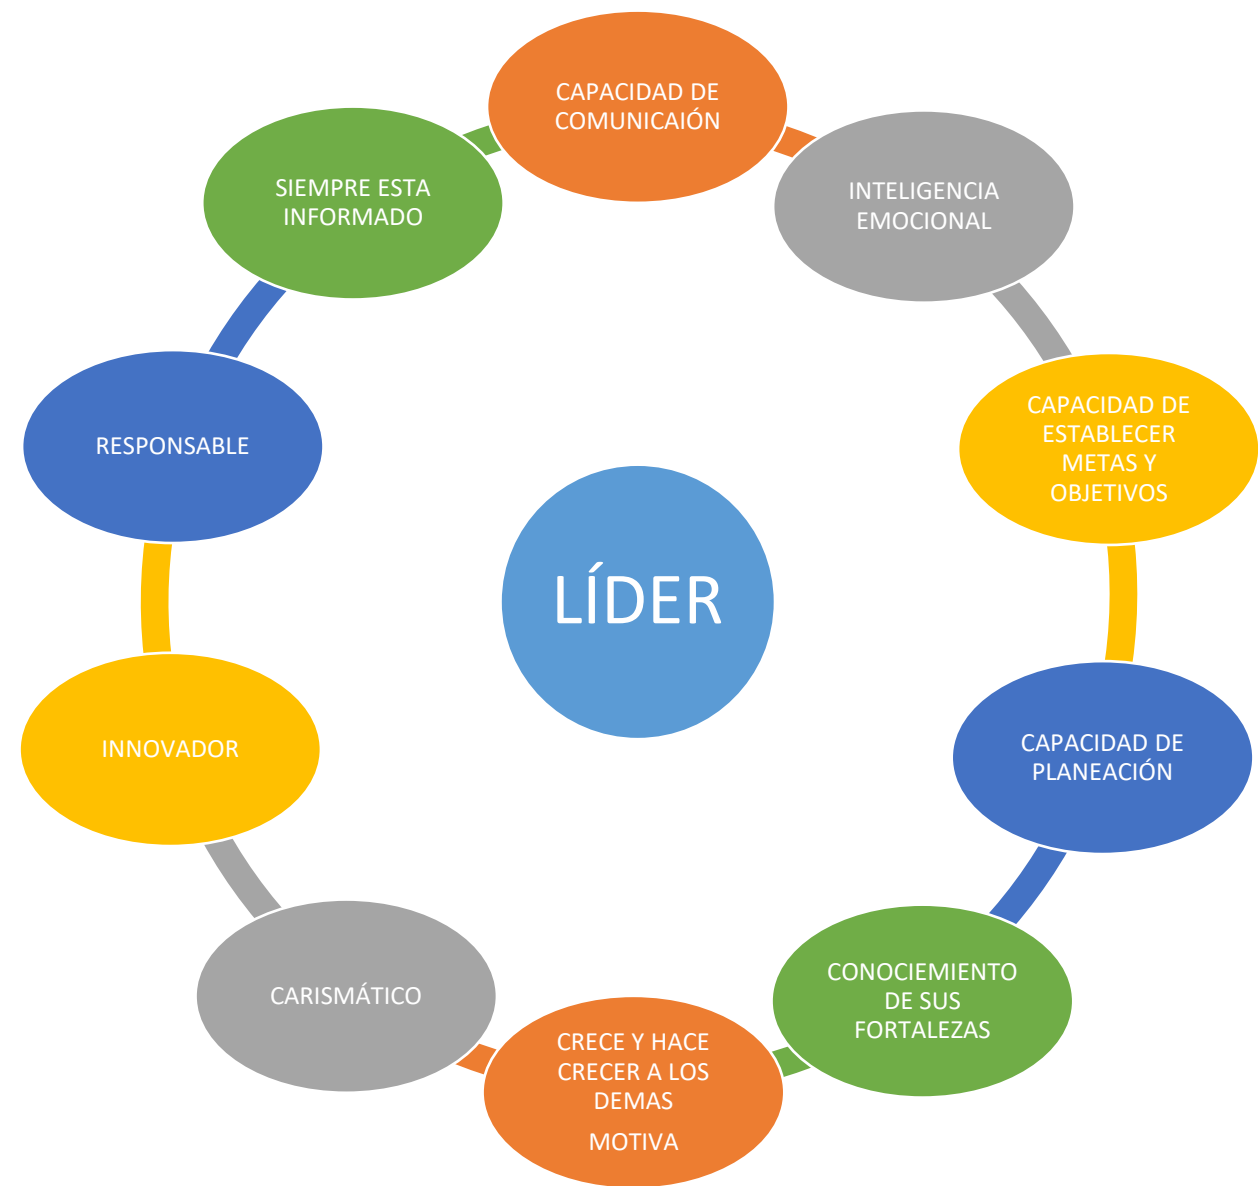 CAPACIDAD DE
COMUNICAIÓN
INTELIGENCIA
EMOCIONAL
CAPACIDAD DE
ESTABLECER
METAS Y
OBJETIVOS
CAPACIDAD DE
PLANEACIÓN
CONOCIEMIENTO
DE SUS
FORTALEZAS
CRECE Y HACE
CRECER A LOS
DEMAS
MOTIVA
CARISMÁTICO
INNOVADOR
RESPONSABLE
SIEMPRE ESTA
INFORMADO
LÍDER